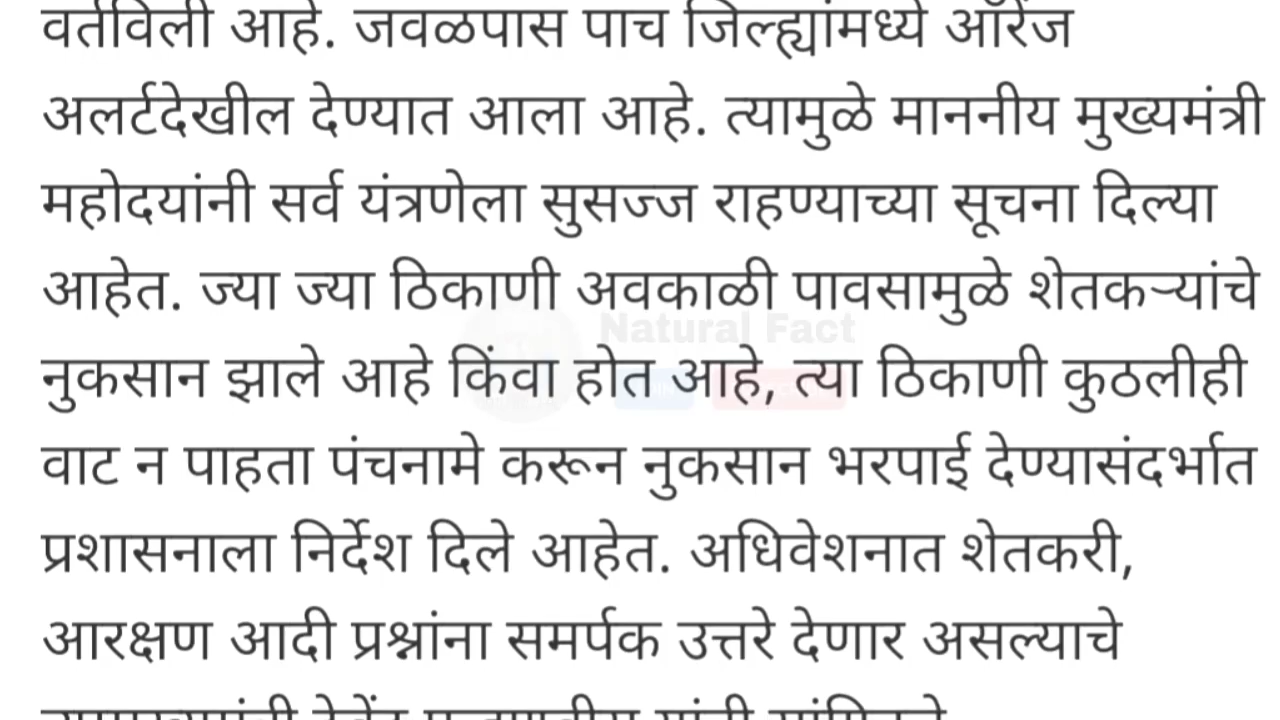 वर्तविली आहे. जवळपास पाच जिल्ह्यांमध्ये ऑरेंज
अलर्टदेखील देण्यात आला आहे. त्यामुळे माननीय मुख्यमंत्री
महोदयांनी सर्व यंत्रणेला सुसज्ज राहण्याच्या सूचना दिल्या
आहेत. ज्या ज्या ठिकाणी अवकाळी पावसामुळे शेतकऱ्यांचे
Natural Fact
नुकसान झाले आहे किंवा होत आहे, त्या ठिकाणी कुठलीही
वाट न पाहता पंचनामे करून नुकसान भरपाई देण्यासंदर्भात
प्रशासनाला निर्देश दिले आहेत. अधिवेशनात शेतकरी,
आरक्षण आदी प्रश्नांना समर्पक उत्तरे देणार असल्याचे